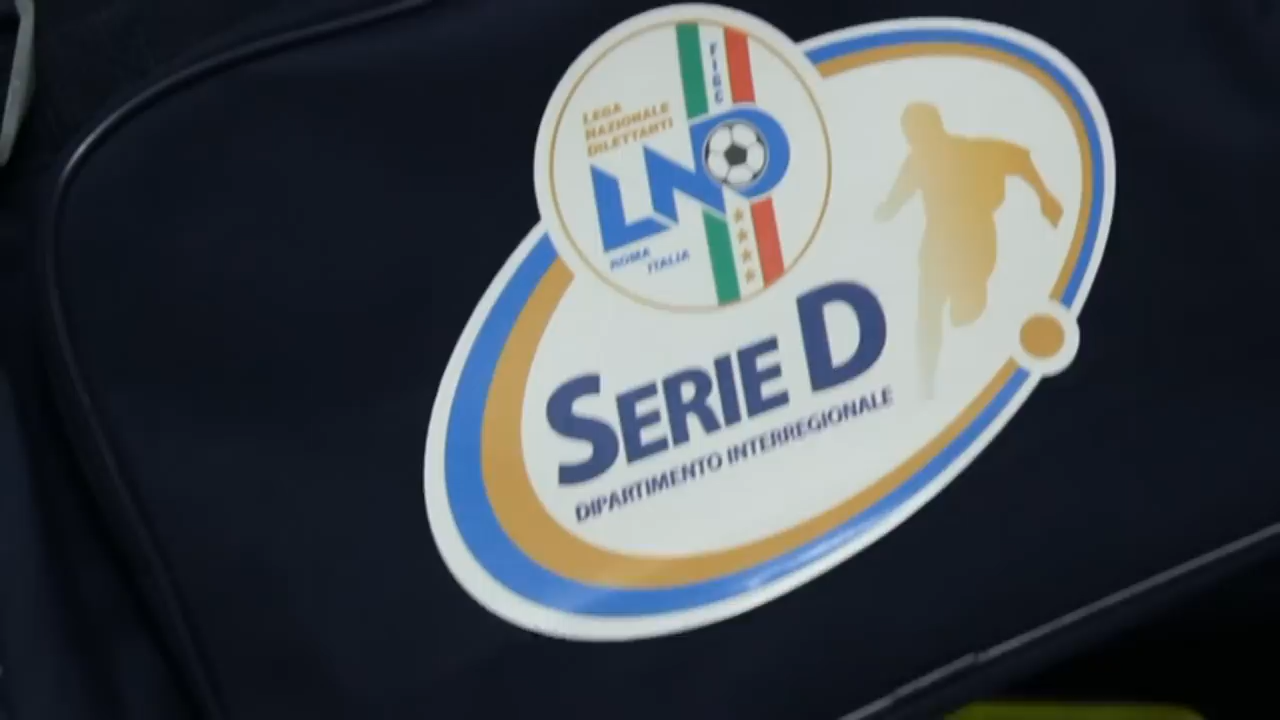 FIGC
LEGA
NAZIONALE
DILETTANTI
LND
ROMA
ITALIA
SERIE D
DIPARTIMENTO INTERREGIONALE